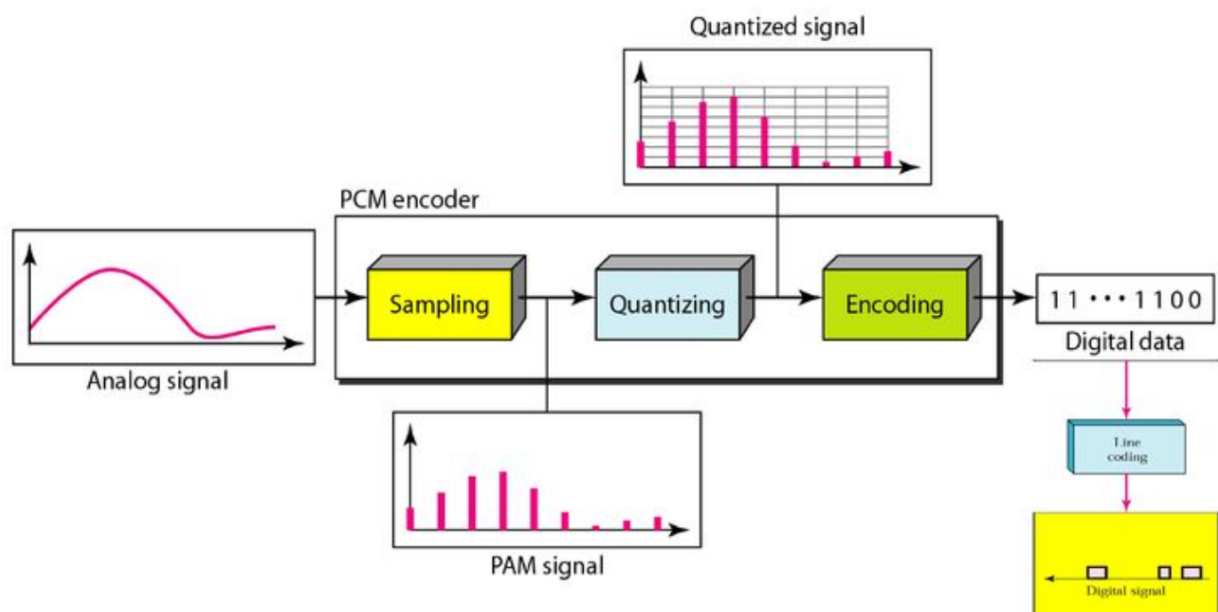 Quantized signal
PCM encoder
Sampling
Quantizing
Encoding
11 • • • 1100
Digital data
Analog signal
Line
coding
PAM signal
Digital signal